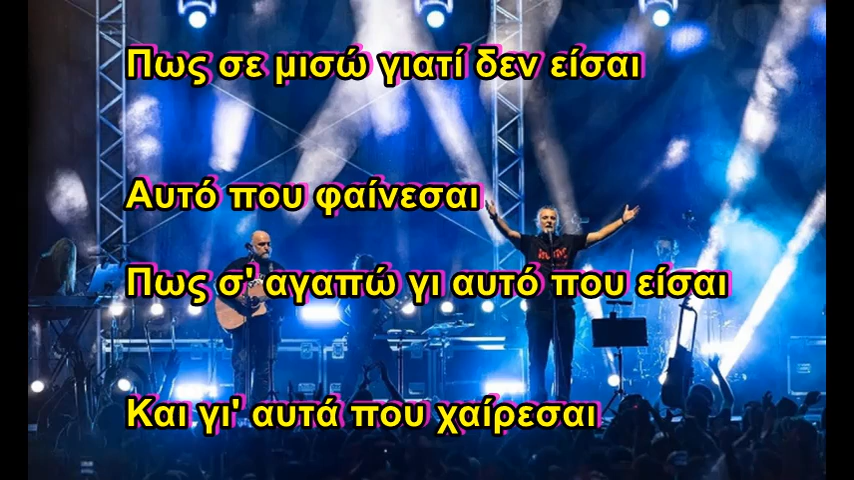 Πως σε μισώ γιατί δεν είσαι
Αυτό που φαίνεσαι
Πως σ' αγαπώ γι αυτό που είσαι
Και γι' αυτά που χαίρεσαι